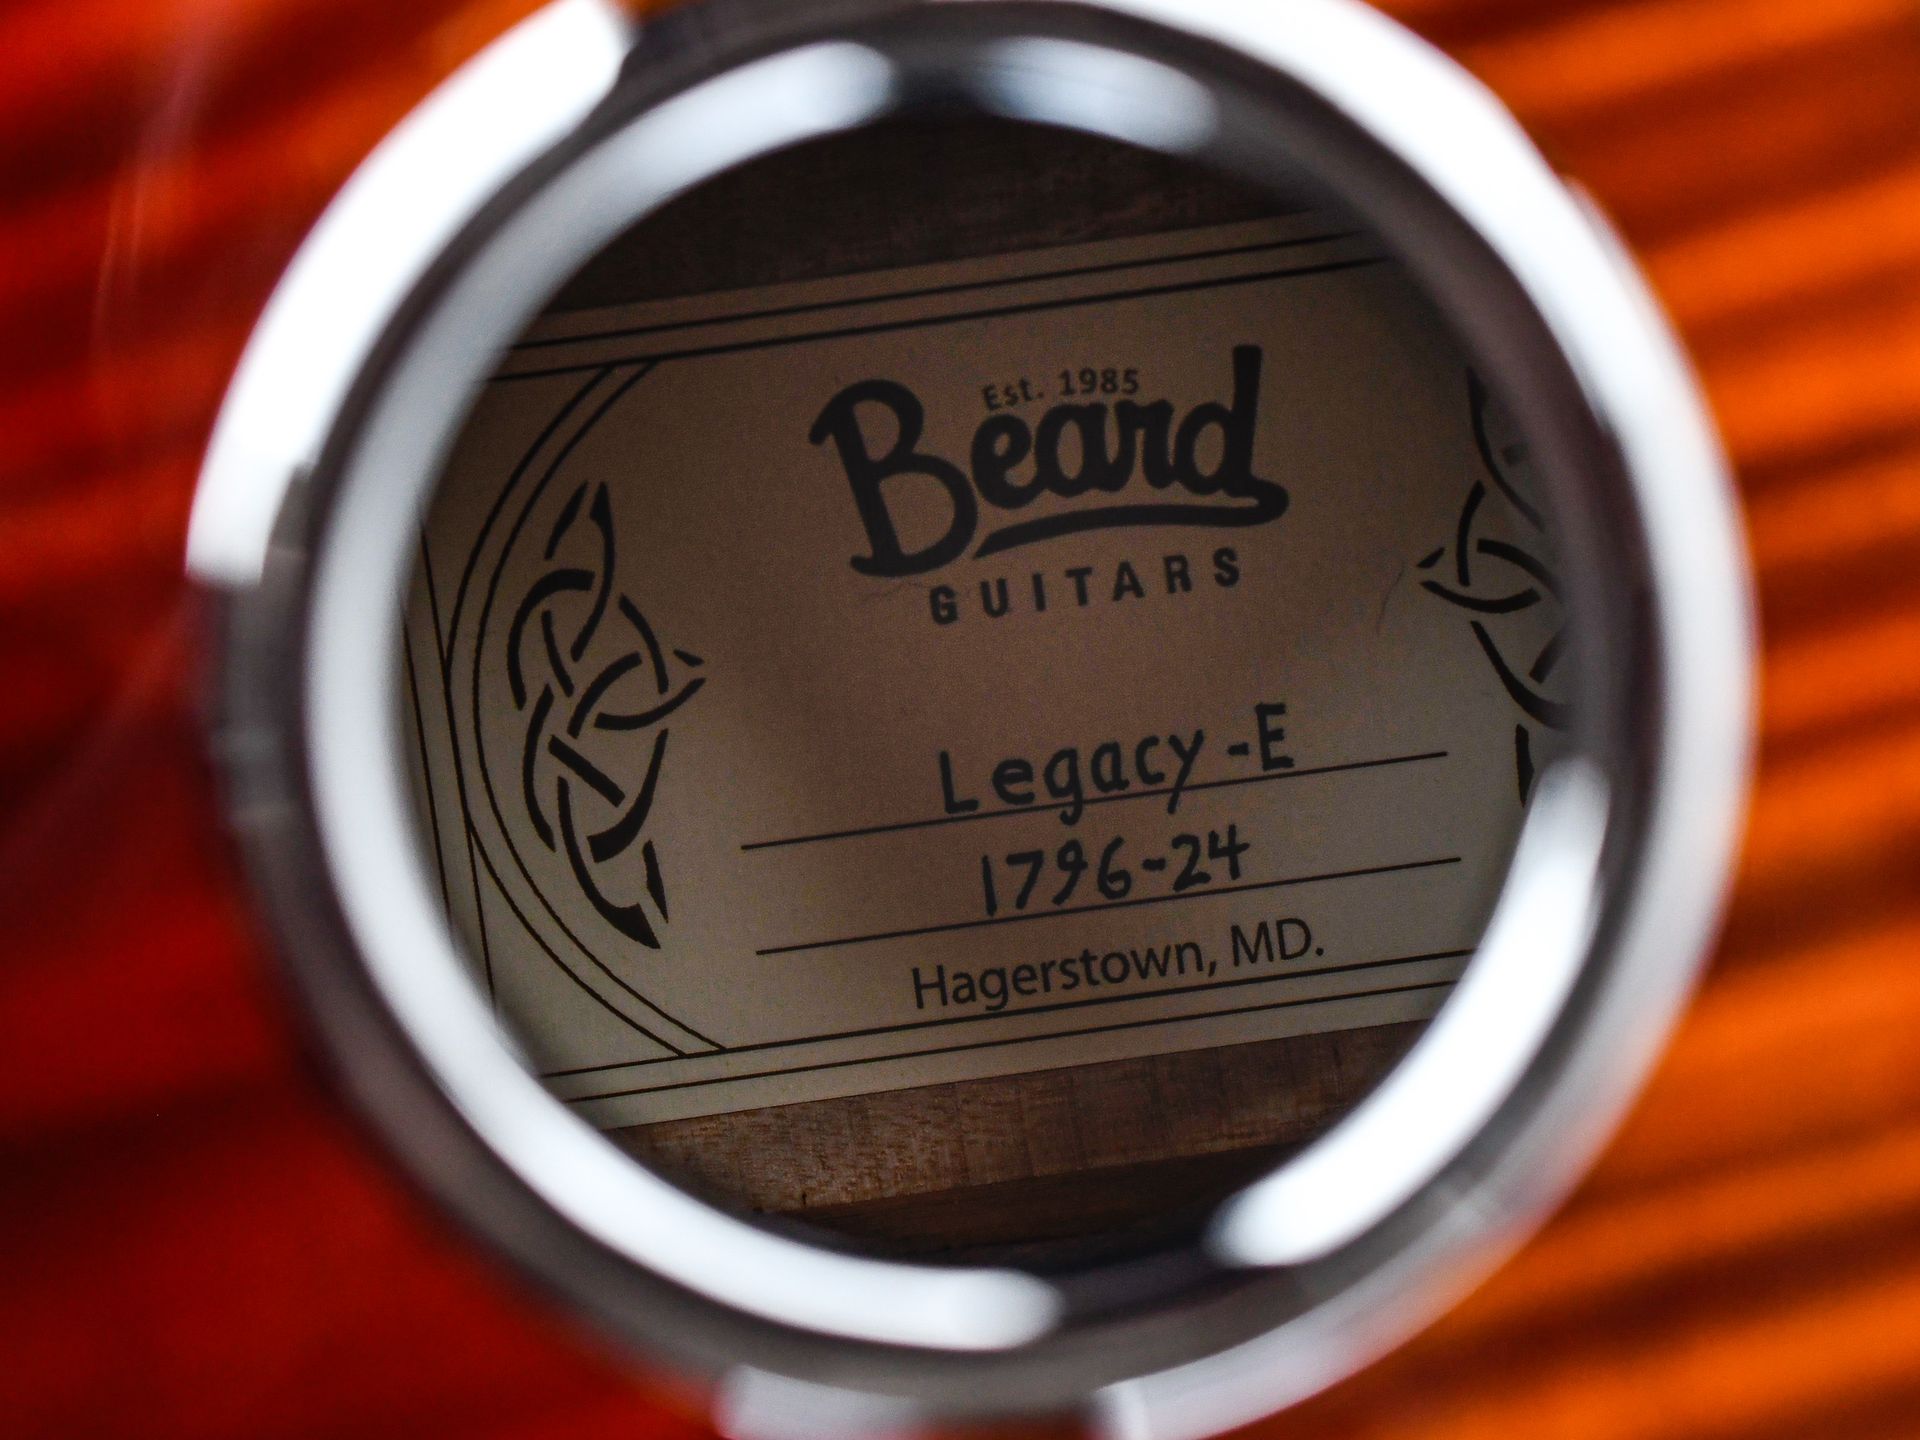 Est. 1985
Beard
GUITARS
Legacy-E
1796-24
Hagerstown, MD.